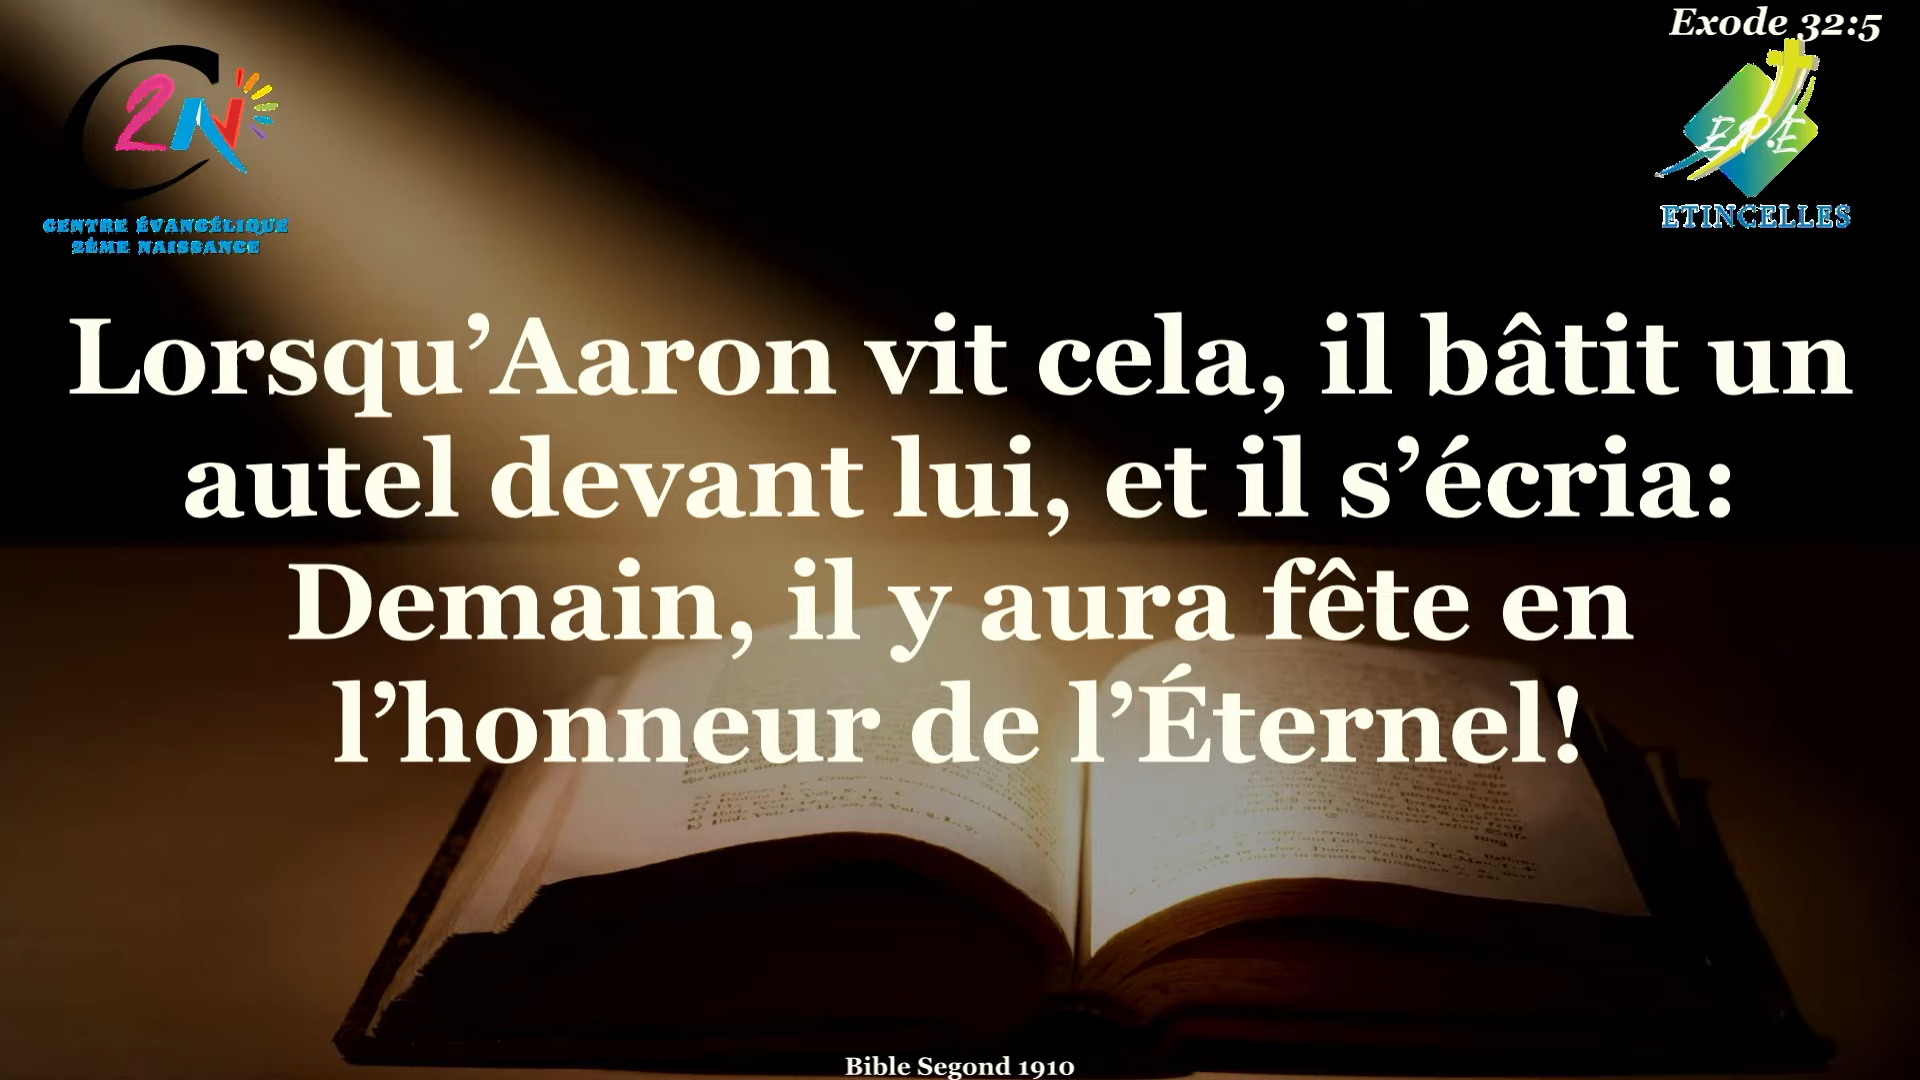 Exode 32:5
C2N
CENTRE ÉVANGÉLIQUE
2ÈME NAISSANCE
E.P.E
ETINCELLES
Lorsqu’Aaron vit cela, il bâtit un
autel devant lui, et il s’écria:
Demain, il y aura fête en
l’honneur de l’Éternel!
Bible Segond 1910